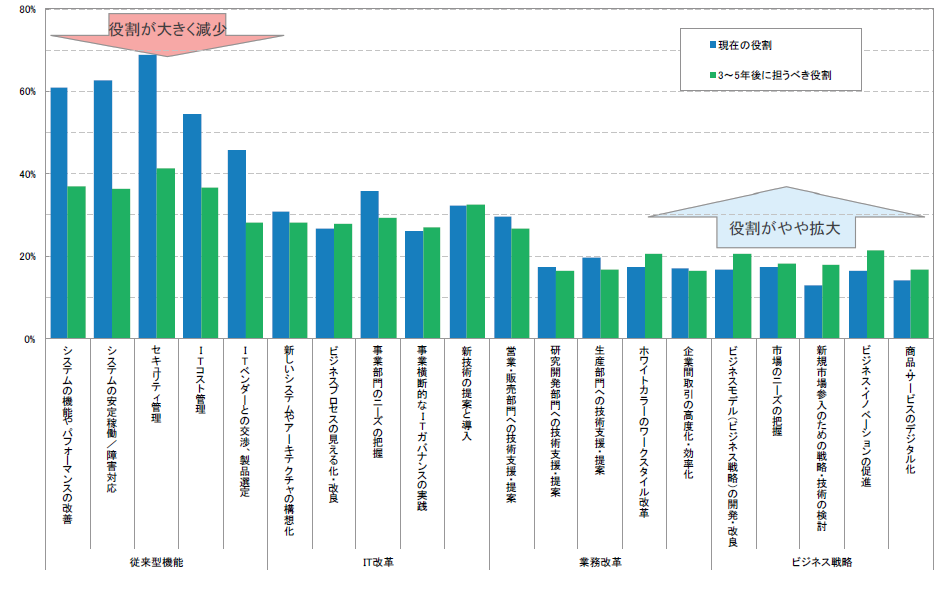 80%
60%
40%
20%
0%
役割が大きく減少
現在の役割
3～5年後に担うべき役割
役割がやや拡大
システムの機能やパフォーマンスの改善
システムの安定稼働／障害対応
セキュリティ管理
ITコスト管理
ITベンダーとの交渉、製品選定
新しいシステムやアーキテクチャの構想化
ビジネスプロセスの見える化・改良
事業部門のニーズの把握
事業横断的なITガバナンスの実践
新技術の提案と導入
営業・販売部門への技術支援・提案
研究開発部門への技術支援・提案
生産部門への技術支援・提案
ホワイトカラーのワークスタイル改革
企業間取引の高度化・効率化
ビジネスモデル（ビジネス戦略）の開発・改良
市場のニーズの把握
新規市場参入のための戦略・技術の検討
ビジネス・イノベーションの促進
商品・サービスのデジタル化
従来型機能
IT改革
業務改革
ビジネス戦略